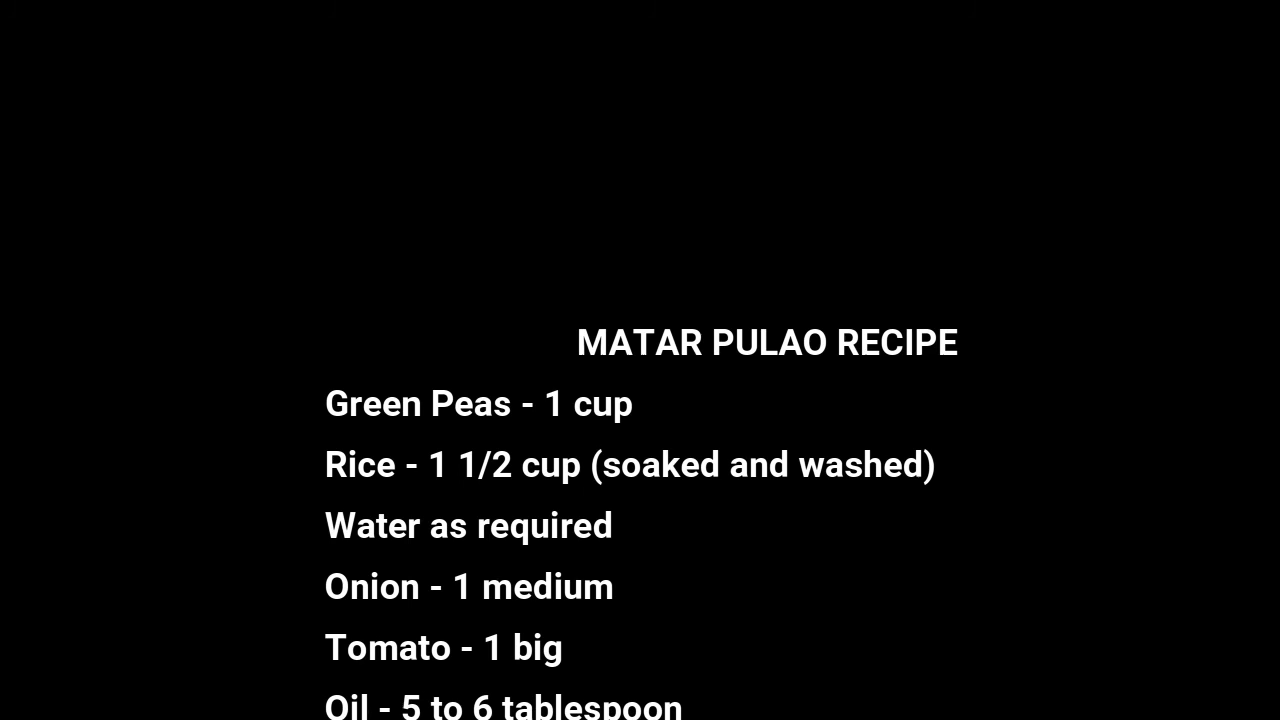 MATAR PULAO RECIPE
Green Peas - 1 cup
Rice - 1 1/2 cup (soaked and washed)
Water as required
Onion - 1 medium
Tomato - 1 big
Oil - 5 to 6 tablespoon